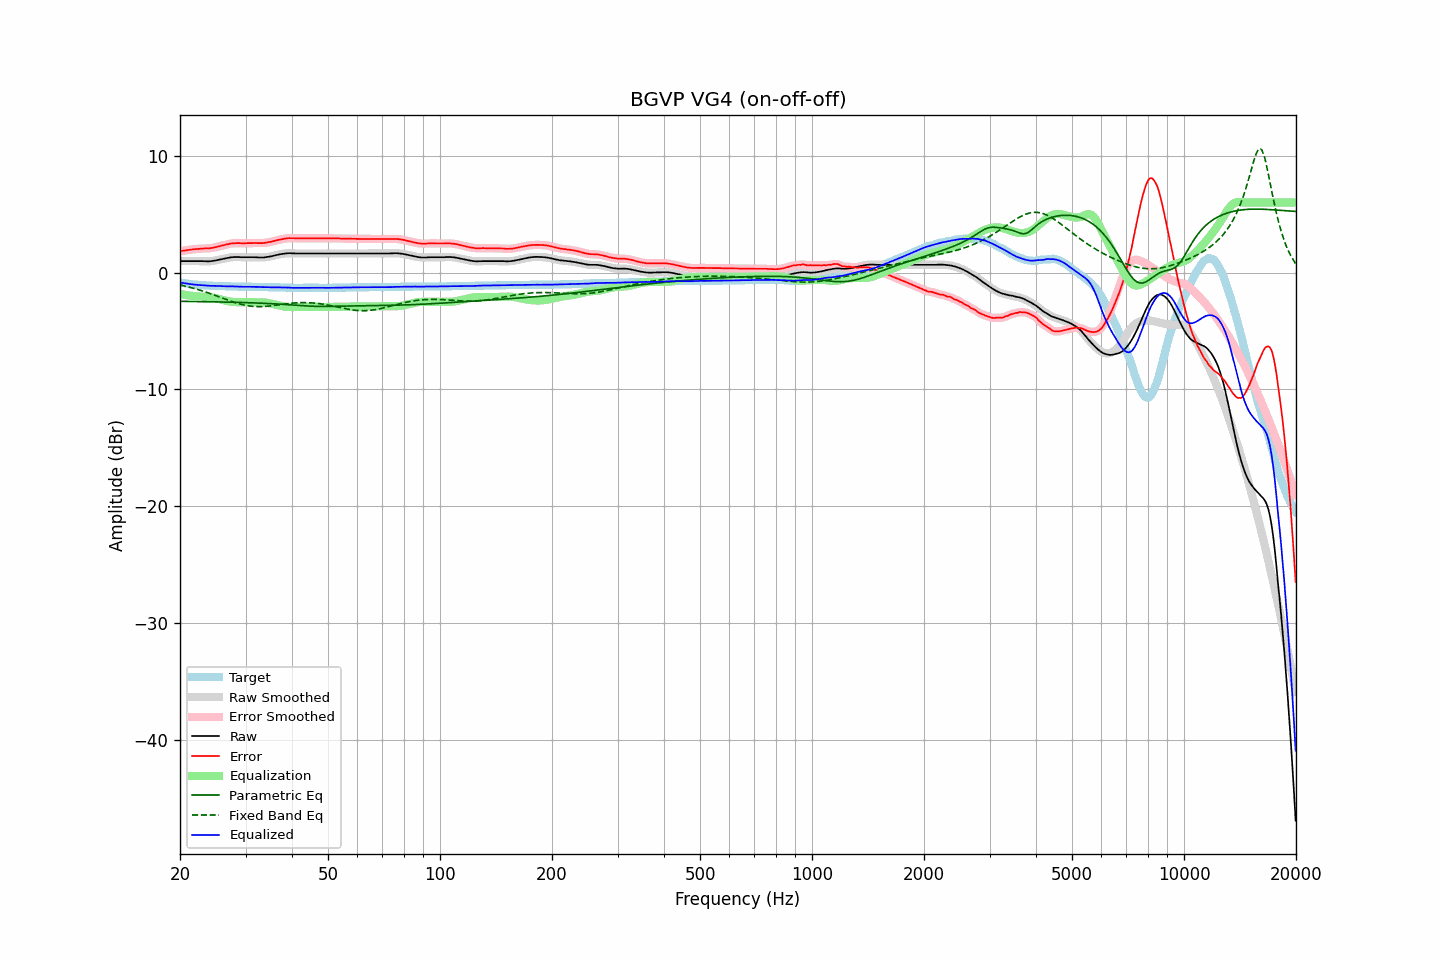 BGVP VG4 (on-off-off)
10
0
−10
−20
−30
−40
Amplitude (dBr)
Target
Raw Smoothed
Error Smoothed
Raw
Error
Equalization
Parametric Eq
Fixed Band Eq
Equalized
20 50 100 200 500 1000 2000 5000 10000 20000
Frequency (Hz)